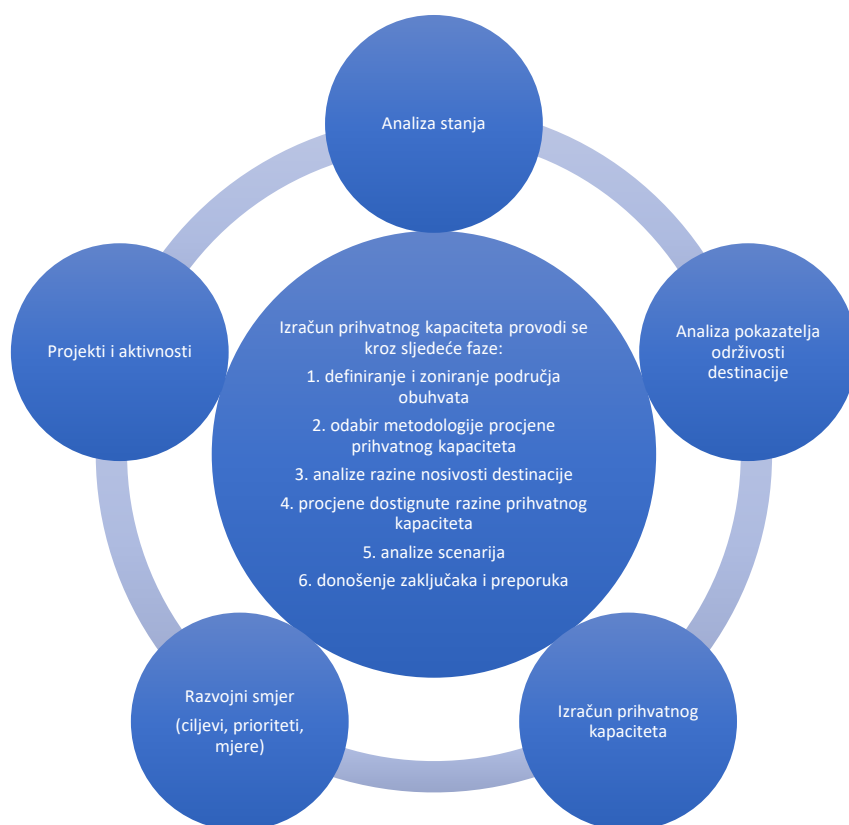 Analiza stanja
Analiza pokazatelja
održivosti
destinacije
Izračun prihvatnog
kapaciteta
Razvojni smjer
(ciljevi, prioriteti,
mjere)
Projekti i aktivnosti
Izračun prihvatnog kapaciteta provodi se
kroz sljedeće faze:
1. definiranje i zoniranje područja
obuhvata
2. odabir metodologije procjene
prihvatnog kapaciteta
3. analize razine nosivosti destinacije
4. procjene dostignute razine prihvatnog
kapaciteta
5. analize scenarija
6. donošenje zaključaka i preporuka